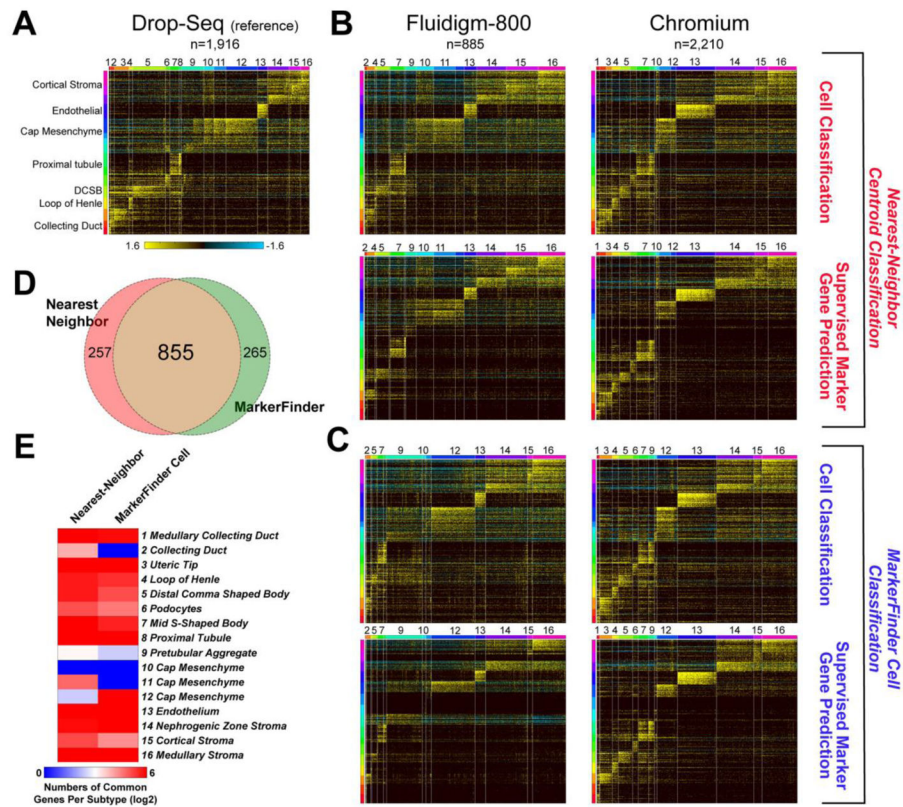 A
Drop-Seq (reference)
n=1,916
12 34 5 6 78 9 10 11 12 13 14 15 16
Cortical Stroma
Endothelial
Cap Mesenchyme
Proximal tubule
DCSB
Loop of Henle
Collecting Duct
1.6 -1.6
B
Fluidigm-800
n=885
2 4 5 7 9 10 11 12 13 14 15 16
Chromium
n=2,210
1 3 4 5 6 7 10 12 13 14 15 16
Cell Classification
2 4 5 7 9 10 11 12 13 14 15 16
1 3 4 5 6 7 10 12 13 14 15 16
Supervised Marker
Gene Prediction
Nearest-Neighbor
Centroid Classification
D
Nearest
Neighbor
257
855
265
MarkerFinder
C
2 5 7 9 10 12 13 14 15 16
1 3 4 5 6 7 9 12 13 14 15 16
Cell Classification
2 5 7 9 10 12 13 14 15 16
1 3 4 5 6 7 9 12 13 14 15 16
Supervised Marker
Gene Prediction
MarkerFinder Cell
Classification
E
Nearest-Neighbor
MarkerFinder Cell
1 Medullary Collecting Duct
2 Collecting Duct
3 Uteric Tip
4 Loop of Henle
5 Distal Comma Shaped Body
6 Podocytes
7 Mid S-Shaped Body
8 Proximal Tubule
9 Pretubular Aggregate
10 Cap Mesenchyme
11 Cap Mesenchyme
12 Cap Mesenchyme
13 Endothelium
14 Nephrogenic Zone Stroma
15 Cortical Stroma
16 Medullary Stroma
0 6
Numbers of Common
Genes Per Subtype (log2)